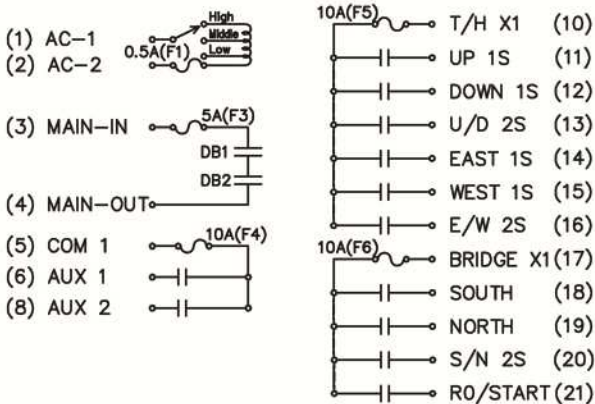 High
(1) AC-1 Middle
0.5A(F1) Low
(2) AC-2
(3) MAIN-IN 5A(F3)
DB1
DB2
(4) MAIN-OUT
(5) COM 1 10A(F4)
(6) AUX 1
(8) AUX 2
10A(F5) T/H X1 (10)
UP 1S (11)
DOWN 1S (12)
U/D 2S (13)
EAST 1S (14)
WEST 1S (15)
E/W 2S (16)
10A(F6) BRIDGE X1(17)
SOUTH (18)
NORTH (19)
S/N 2S (20)
RO/START(21)